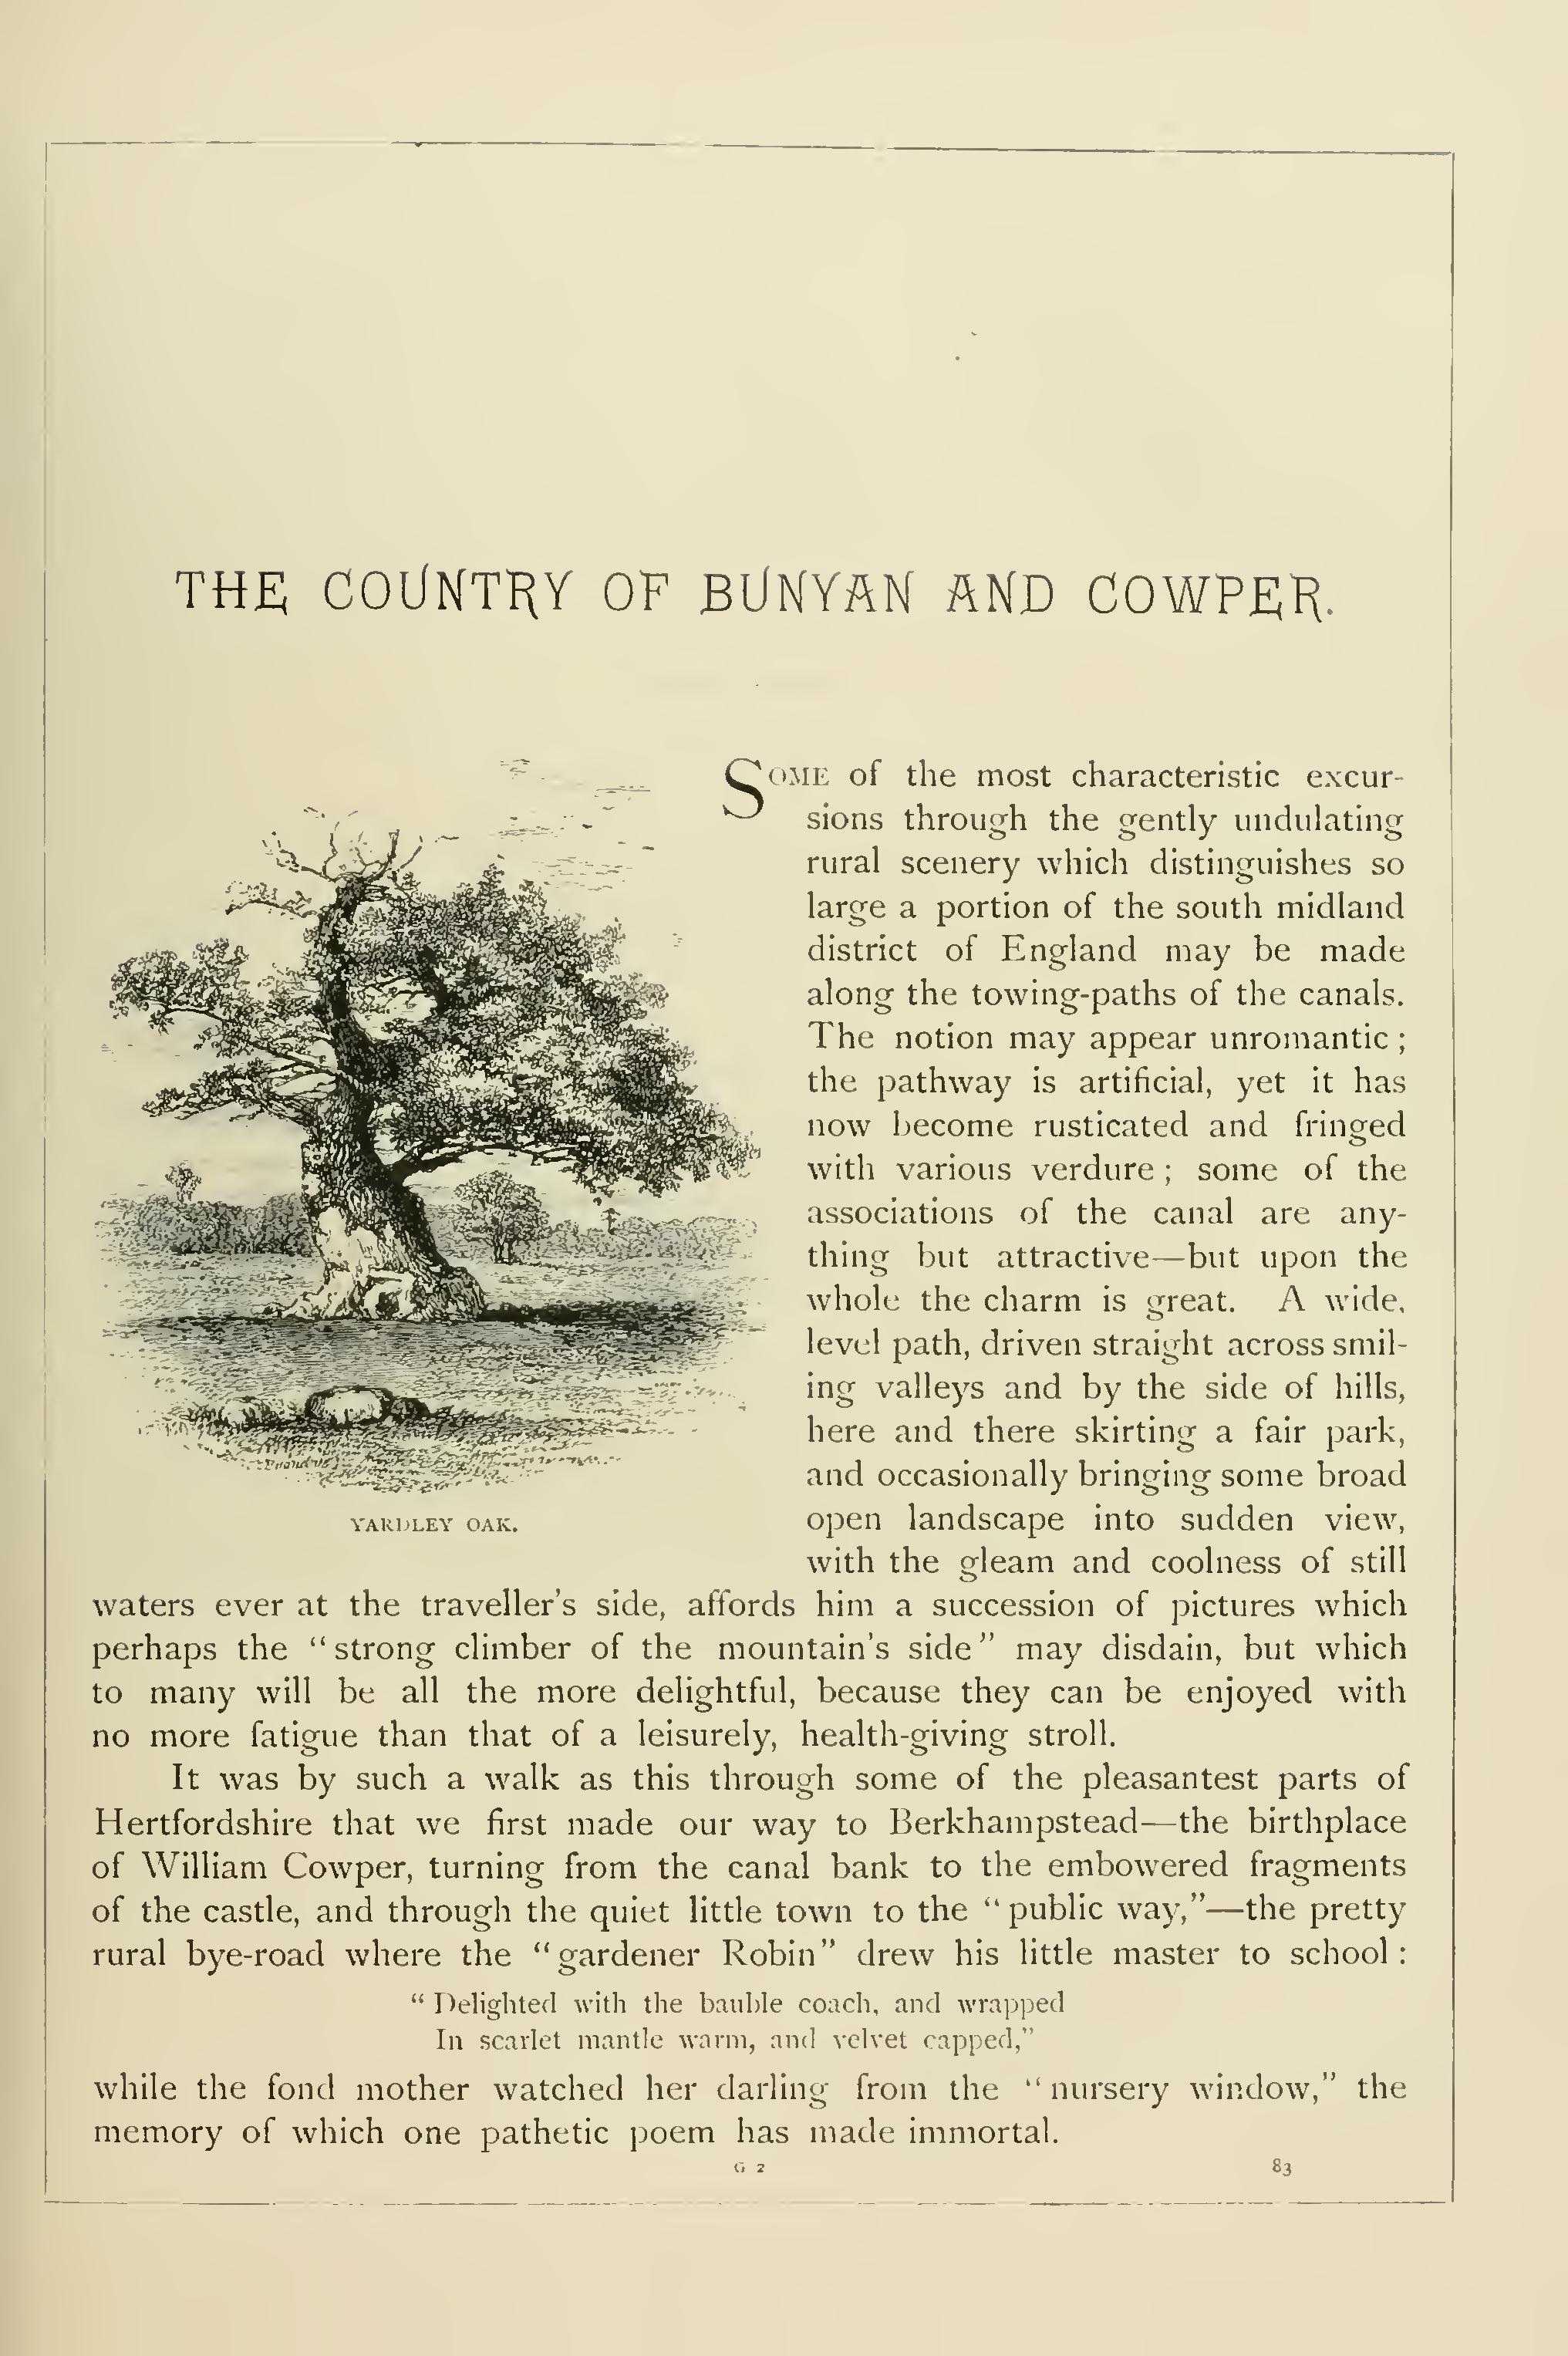 THE COUNTRY OF BUNYAN AND COWPER.
SOME of the most characteristic excur-
sions through the gently undulating
rural scenery which distinguishes so
large a portion of the south midland
district of England may be made
along the towing-paths of the canals.
The notion may appear unromantic ;
the pathway is artificial, yet it has
now become rusticated and fringed
with various verdure ; some of the
associations of the canal are any-
thing but attractive—but upon the
whole the charm is great. A wide,
level path, driven straight across smil-
ing valleys and by the side of hills,
here and there skirting a fair park,
and occasionally bringing some broad
open landscape into sudden view,
with the gleam and coolness of still
YARDLEY OAK.
waters ever at the traveller's side, affords him a succession of pictures which
perhaps the “strong climber of the mountain's side” may disdain, but which
to many will be all the more delightful, because they can be enjoyed with
no more fatigue than that of a leisurely, health-giving stroll.
It was by such a walk as this through some of the pleasantest parts of
Hertfordshire that we first made our way to Berkhampstead—the birthplace
of William Cowper, turning from the canal bank to the embowered fragments
of the castle, and through the quiet little town to the “public way,”—the pretty
rural bye-road where the “gardener Robin” drew his little master to school :
“Delighted with the bauble coach, and wrapped
In scarlet mantle warm, and velvet capped,”
while the fond mother watched her darling from the “nursery window,” the
memory of which one pathetic poem has made immortal.
G 2
83